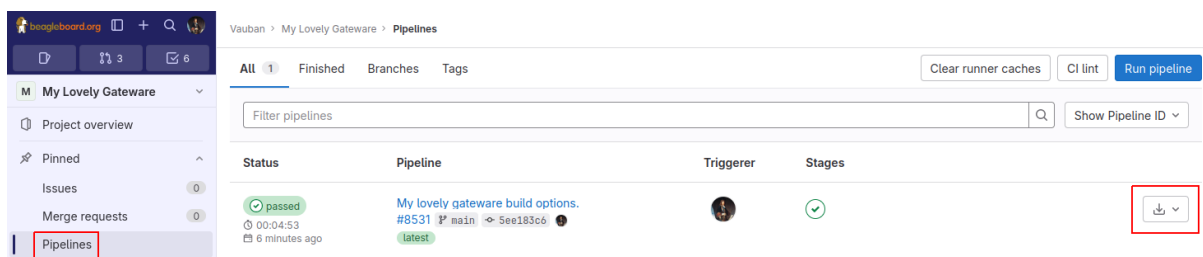 beagleboard.org
3
6
M My Lovely Gateware
Project overview
Pinned
Issues 0
Merge requests 0
Pipelines
Vauban > My Lovely Gateware > Pipelines
All 1 Finished Branches Tags
Clear runner caches CI lint Run pipeline
Filter pipelines
Show Pipeline ID
Status Pipeline Triggerer Stages
passed
00:04:53
6 minutes ago
My lovely gateware build options.
#8531 main 5ee183c6
latest